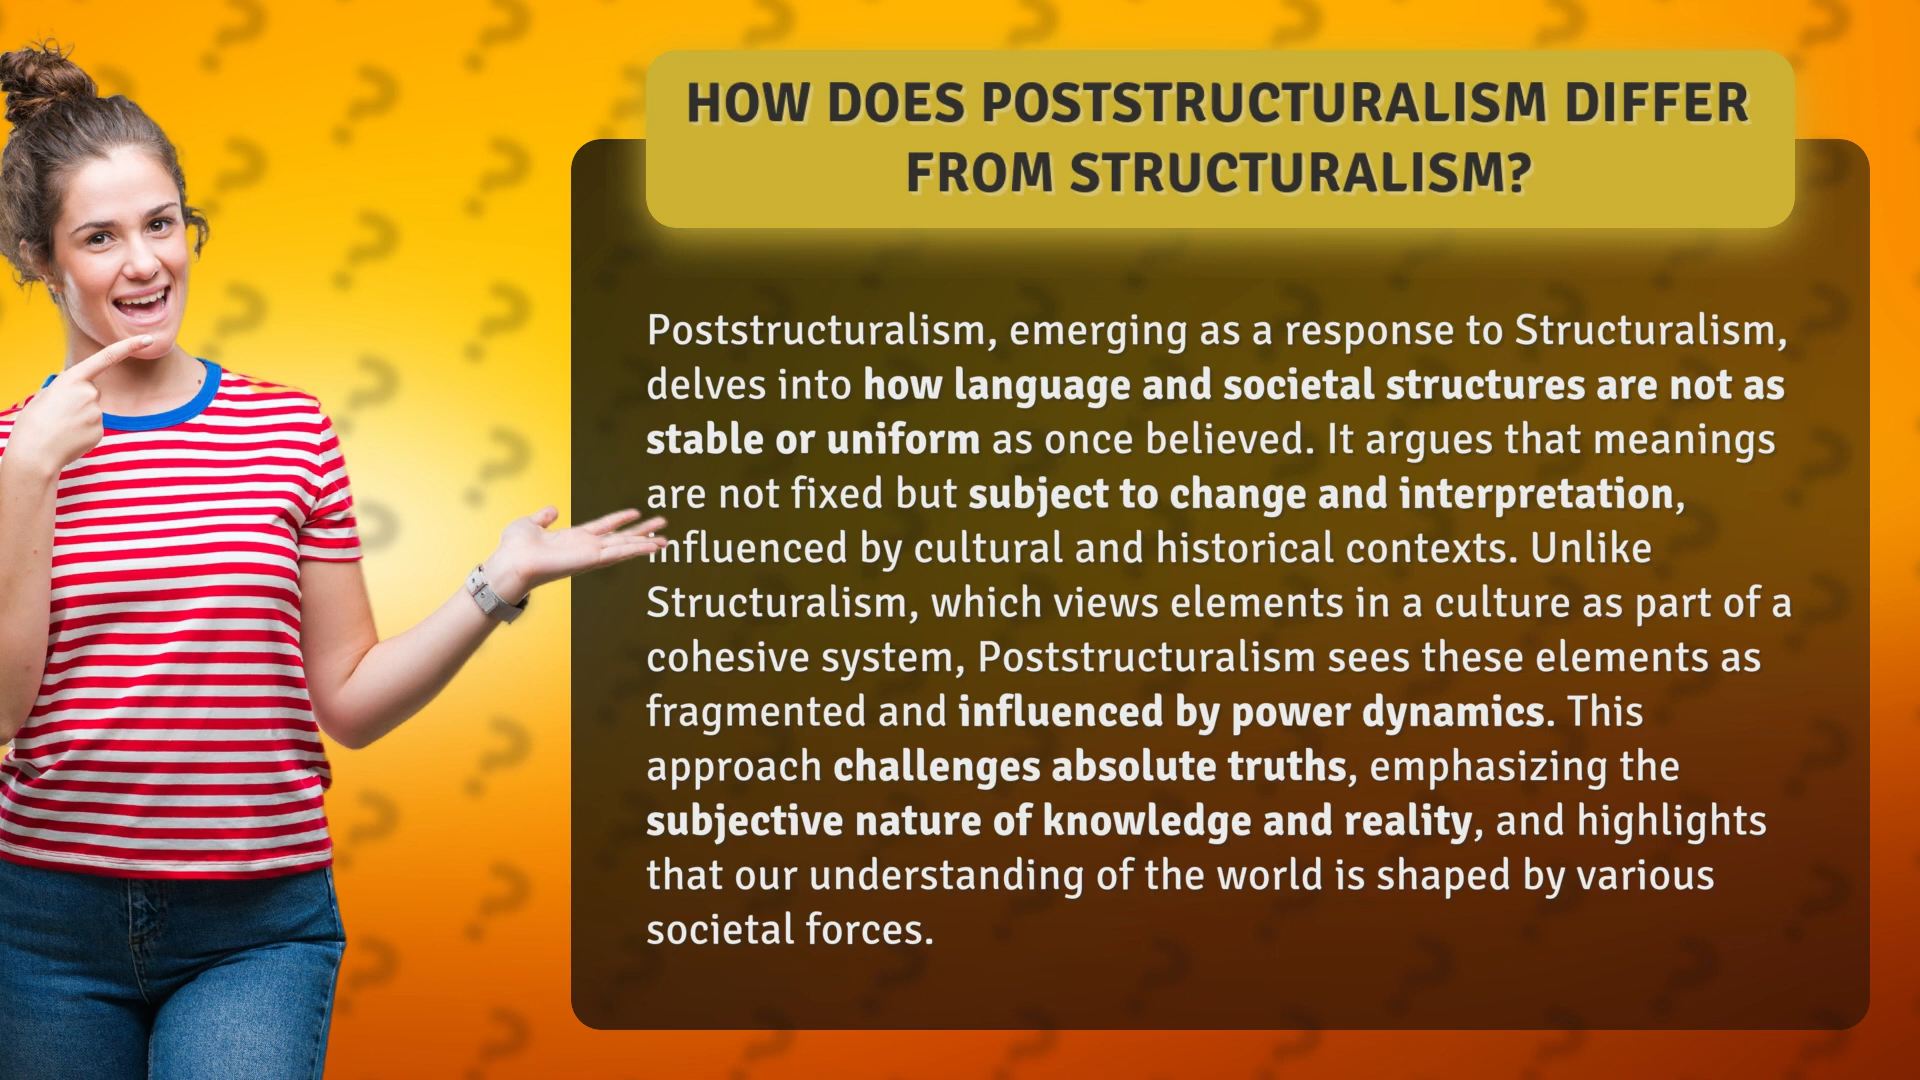 HOW DOES POSTSTRUCTURALISM DIFFER
FROM STRUCTURALISM?
Poststructuralism, emerging as a response to Structuralism,
delves into how language and societal structures are not as
stable or uniform as once believed. It argues that meanings
are not fixed but subject to change and interpretation,
influenced by cultural and historical contexts. Unlike
Structuralism, which views elements in a culture as part of a
cohesive system, Poststructuralism sees these elements as
fragmented and influenced by power dynamics. This
approach challenges absolute truths, emphasizing the
subjective nature of knowledge and reality, and highlights
that our understanding of the world is shaped by various
societal forces.